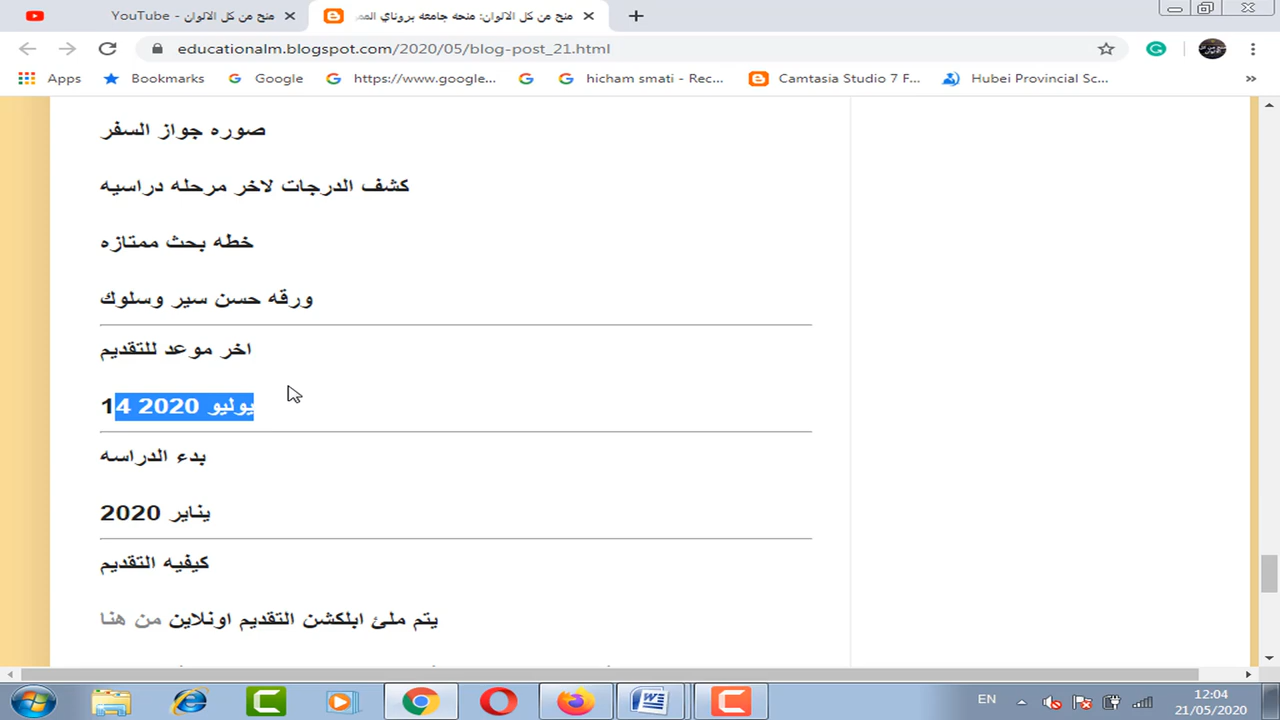 منح من كل الالوان - YouTube
منح من كل الالوان: منحه جامعه بروناي المم
educationalm.blogspot.com/2020/05/blog-post_21.html
Apps
Bookmarks
Google
https://www.google...
hicham smati - Rec...
Camtasia Studio 7 F...
Hubei Provincial Sc...
صوره جواز السفر
كشف الدرجات لاخر مرحله دراسيه
خطه بحث ممتازه
ورقه حسن سير وسلوك
اخر موعد للتقديم
14 يوليو 2020
بدء الدراسه
يناير 2020
كيفيه التقديم
يتم ملئ ابلكشن التقديم اونلاين من هنا
EN
12:04
21/05/2020